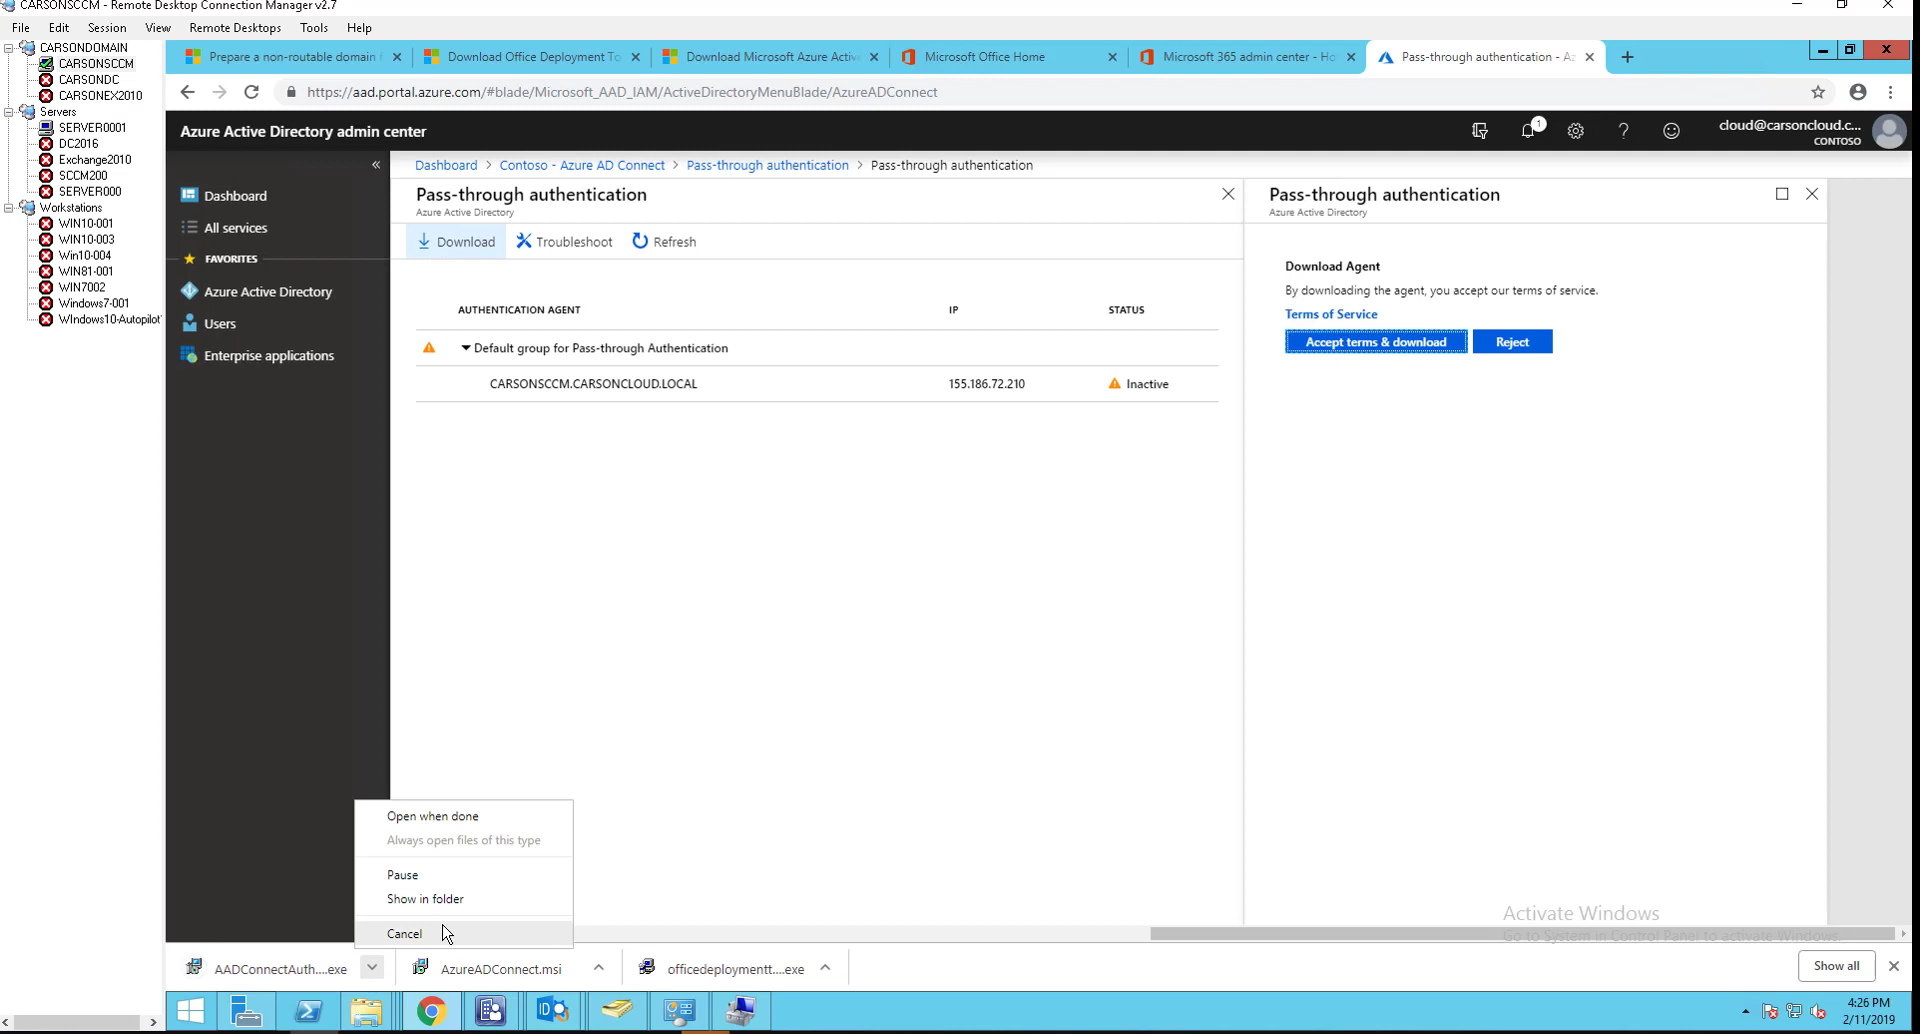 CARSONSCCM - Remote Desktop Connection Manager v2.7
File Edit Session View Remote Desktops Tools Help
CARSONDOMAIN
CARSONSCCM
CARSONDC
CARSONEX2010
Servers
SERVER0001
DC2016
Exchange2010
SCCM200
SERVER000
Workstations
WIN10-001
WIN10-003
Win10-004
WIN81-001
WIN7002
Windows7-001
WIndows10-Autopilot
Prepare a non-routable domain
Download Office Deployment To
Download Microsoft Azure Active
Microsoft Office Home
Microsoft 365 admin center - Ho
Pass-through authentication - Az
https://aad.portal.azure.com/#blade/Microsoft_AAD_IAM/ActiveDirectoryMenuBlade/AzureADConnect
Azure Active Directory admin center
1
cloud@carsoncloud.c...
CONTOSO
Dashboard
All services
FAVORITES
Azure Active Directory
Users
Enterprise applications
Dashboard > Contoso - Azure AD Connect > Pass-through authentication > Pass-through authentication
Pass-through authentication
Azure Active Directory
Download Troubleshoot Refresh
AUTHENTICATION AGENT IP STATUS
Default group for Pass-through Authentication
CARSONSCCM.CARSONCLOUD.LOCAL 155.186.72.210 Inactive
Pass-through authentication
Azure Active Directory
Download Agent
By downloading the agent, you accept our terms of service.
Terms of Service
Accept terms & download Reject
Open when done
Always open files of this type
Pause
Show in folder
Cancel
Activate Windows
Go to System in Control Panel to activate Windows.
AADConnectAuth....exe
AzureADConnect.msi
officedeploymentt....exe
Show all
4:26 PM
2/11/2019